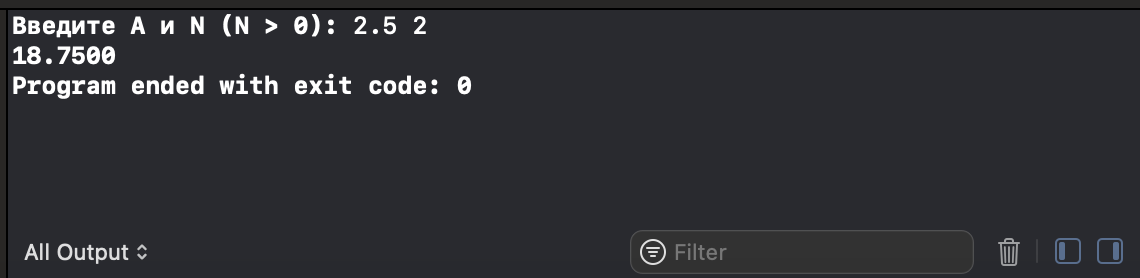 Введите A и N (N > 0): 2.5 2
18.7500
Program ended with exit code: 0
All Output
Filter